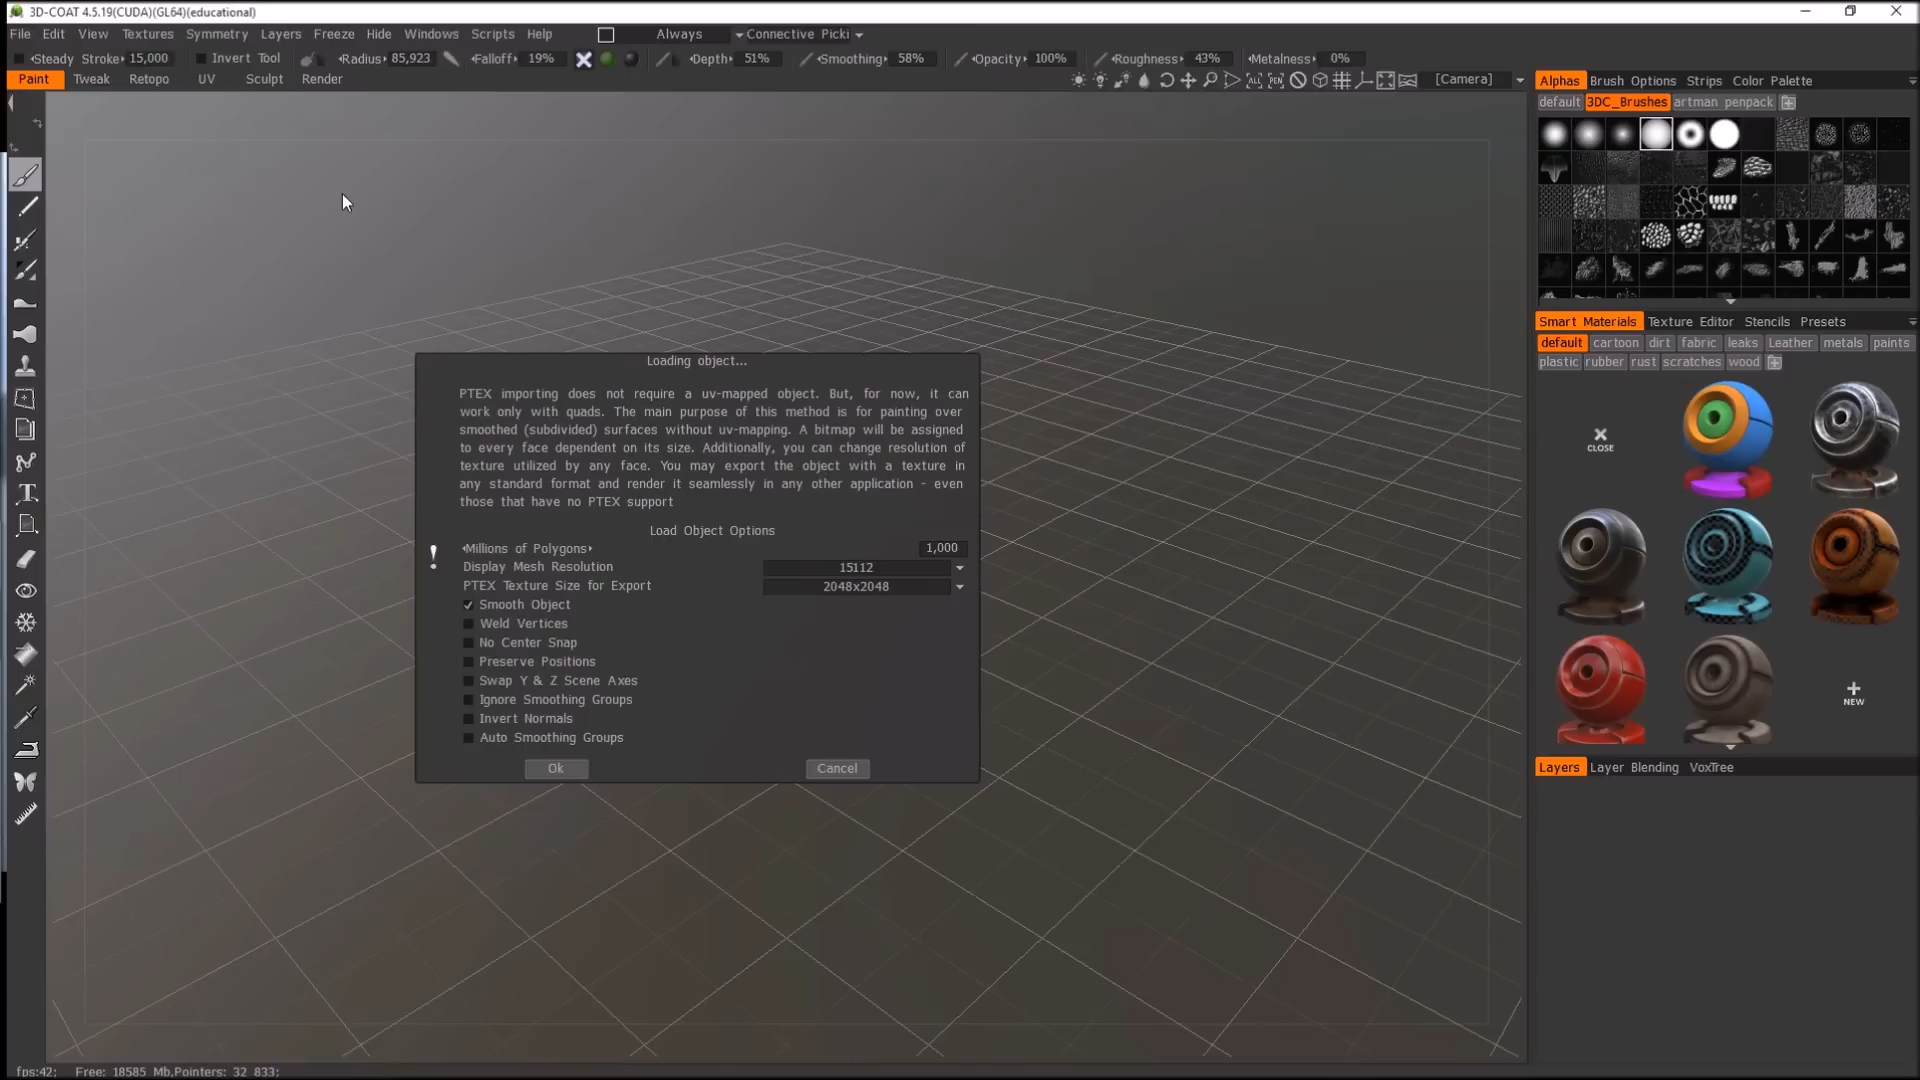 3D-COAT 4.5.19(CUDA)(GL64)(educational)
File Edit View Textures Symmetry Layers Freeze Hide Windows Scripts Help Always Connective Picki
Steady Stroke 15,000 Invert Tool Radius 85,923 Falloff 19% Depth 51% Smoothing 58% Opacity 100% Roughness 43% Metalness 0%
Paint Tweak Retopo UV Sculpt Render
ALL PEN [Camera]
Alphas Brush Options Strips Color Palette
default 3DC_Brushes artman penpack
Loading object...
PTEX importing does not require a uv-mapped object. But, for now, it can
work only with quads. The main purpose of this method is for painting over
smoothed (subdivided) surfaces without uv-mapping. A bitmap will be assigned
to every face dependent on its size. Additionally, you can change resolution of
texture utilized by any face. You may export the object with a texture in
any standard format and render it seamlessly in any other application - even
those that have no PTEX support
Load Object Options
Millions of Polygons 1,000
Display Mesh Resolution 15112
PTEX Texture Size for Export 2048x2048
Smooth Object
Weld Vertices
No Center Snap
Preserve Positions
Swap Y & Z Scene Axes
Ignore Smoothing Groups
Invert Normals
Auto Smoothing Groups
Ok Cancel
Smart Materials Texture Editor Stencils Presets
default cartoon dirt fabric leaks Leather metals paints
plastic rubber rust scratches wood
CLOSE
NEW
Layers Layer Blending VoxTree
fps:42; Free: 18585 Mb,Pointers: 32 833;